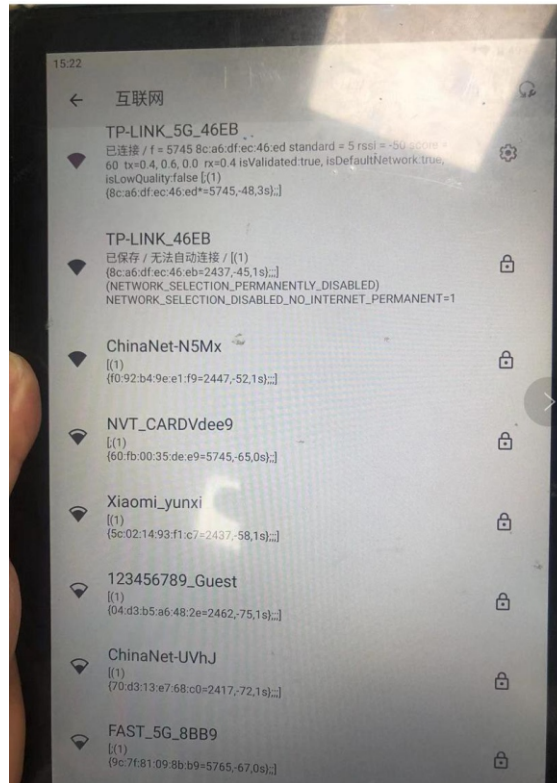 15:22
互联网
TP-LINK_5G_46EB
已连接 / f = 5745 8c:a6:df:ec:46:ed standard = 5 rssi = -50 score =
60 tx=0.4, 0.6, 0.0 rx=0.4 isValidated:true, isDefaultNetwork:true,
isLowQuality:false [;(1)
{8c:a6:df:ec:46:ed*=5745,-48,3s};;]
TP-LINK_46EB
已保存 / 无法自动连接 / [(1)
{8c:a6:df:ec:46:eb=2437,-45,1s};;;]
(NETWORK_SELECTION_PERMANENTLY_DISABLED)
NETWORK_SELECTION_DISABLED_NO_INTERNET_PERMANENT=1
ChinaNet-N5Mx
[(1)
{f0:92:b4:9e:e1:f9=2447,-52,1s};;;]
NVT_CARDVdee9
[;(1)
{60:fb:00:35:de:e9=5745,-65,0s};;]
Xiaomi_yunxi
[(1)
{5c:02:14:93:f1:c7=2437,-58,1s};;;]
123456789_Guest
[(1)
{04:d3:b5:a6:48:2e=2462,-75,1s};;;]
ChinaNet-UVhJ
[(1)
{70:d3:13:e7:68:c0=2417,-72,1s};;;]
FAST_5G_8BB9
[;(1)
{9c:7f:81:09:8b:b9=5765,-67,0s};;]